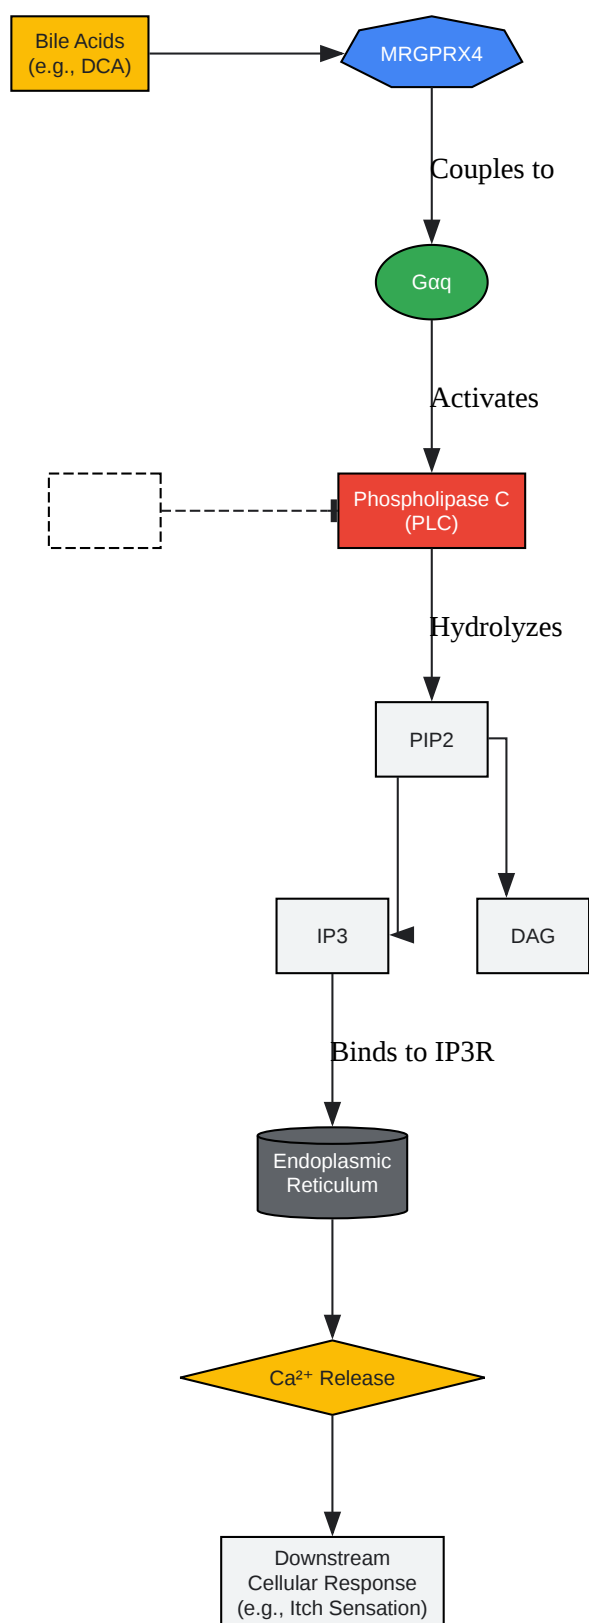 Bile Acids
(e.g., DCA)
MRGPRX4
Couples to
Gαq
Activates
Phospholipase C
(PLC)
Hydrolyzes
PIP2
IP3
DAG
Binds to IP3R
Endoplasmic
Reticulum
Ca²⁺ Release
Downstream
Cellular Response
(e.g., Itch Sensation)